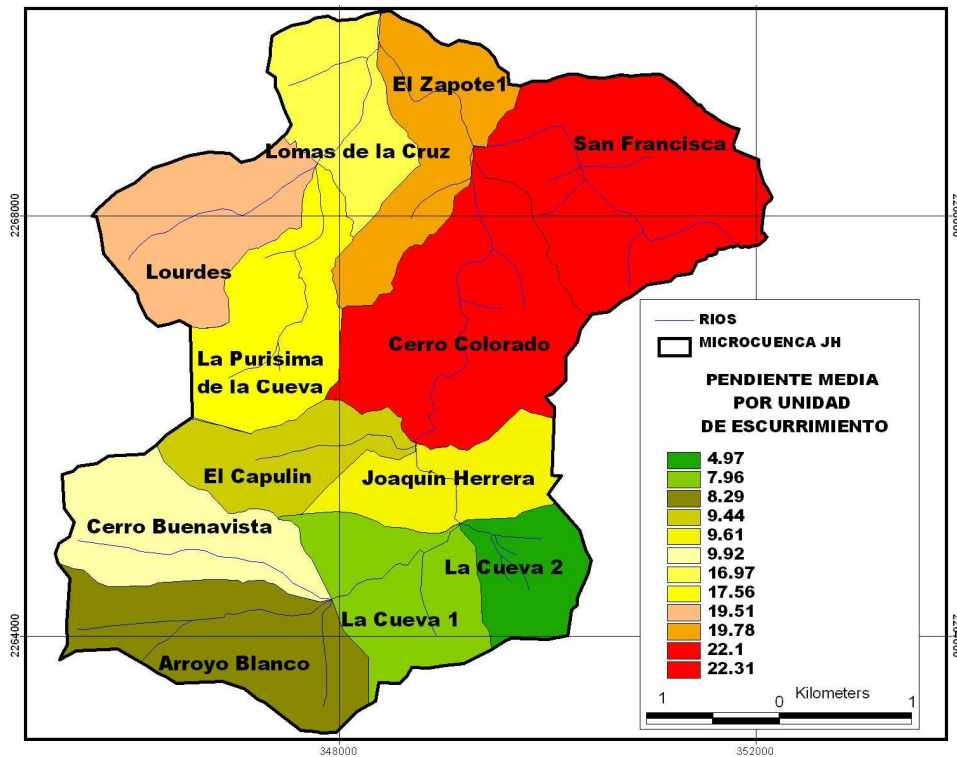 El Zapote1
San Francisca
Lomas de la Cruz
2268000
2268000
Lourdes
Cerro Colorado
La Purisima
de la Cueva
El Capulin
Joaquín Herrera
Cerro Buenavista
La Cueva 2
La Cueva 1
Arroyo Blanco
2264000
2264000
348000
352000
RIOS
MICROCUENCA JH
PENDIENTE MEDIA
POR UNIDAD
DE ESCURRIMIENTO
4.97
7.96
8.29
9.44
9.61
9.92
16.97
17.56
19.51
19.78
22.1
22.31
1 0 Kilometers 1